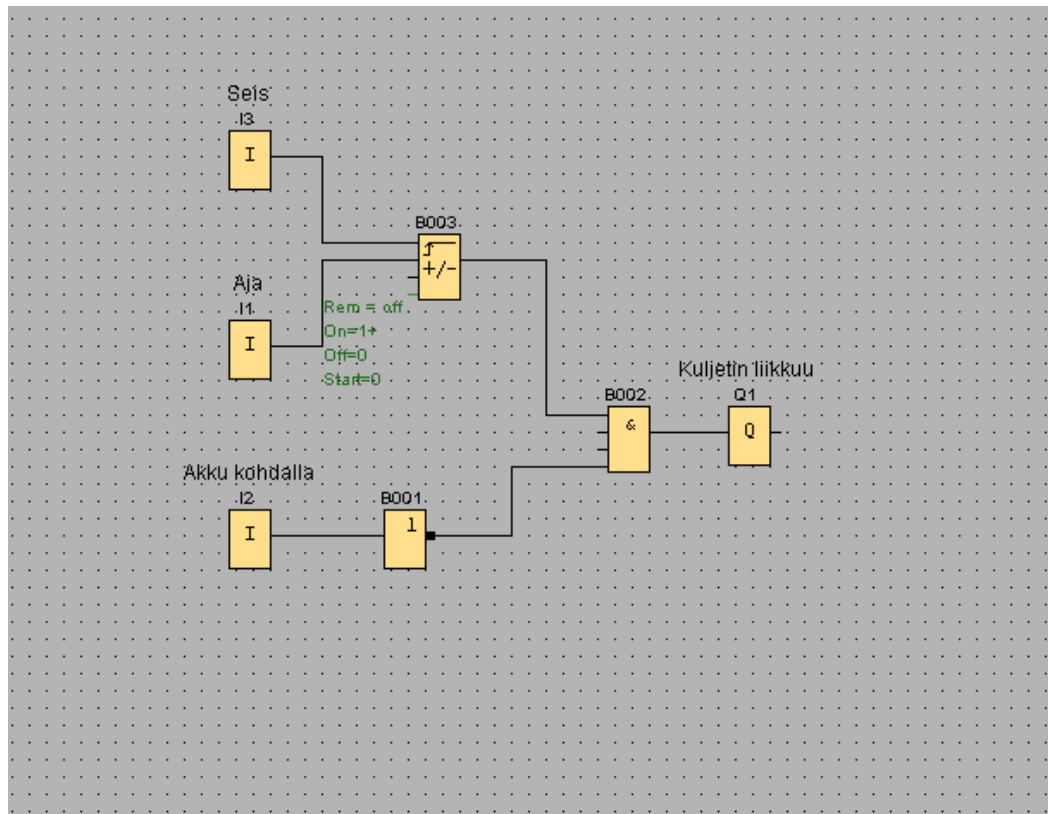 Seis
I3
I
B003
+/-
Aja
I1
I
Rem = off
On=1+
Off=0
Start=0
Kuljetin liikkuu
B002
Q1
&
Q
Akku kohdalla
I2
B001
I
1